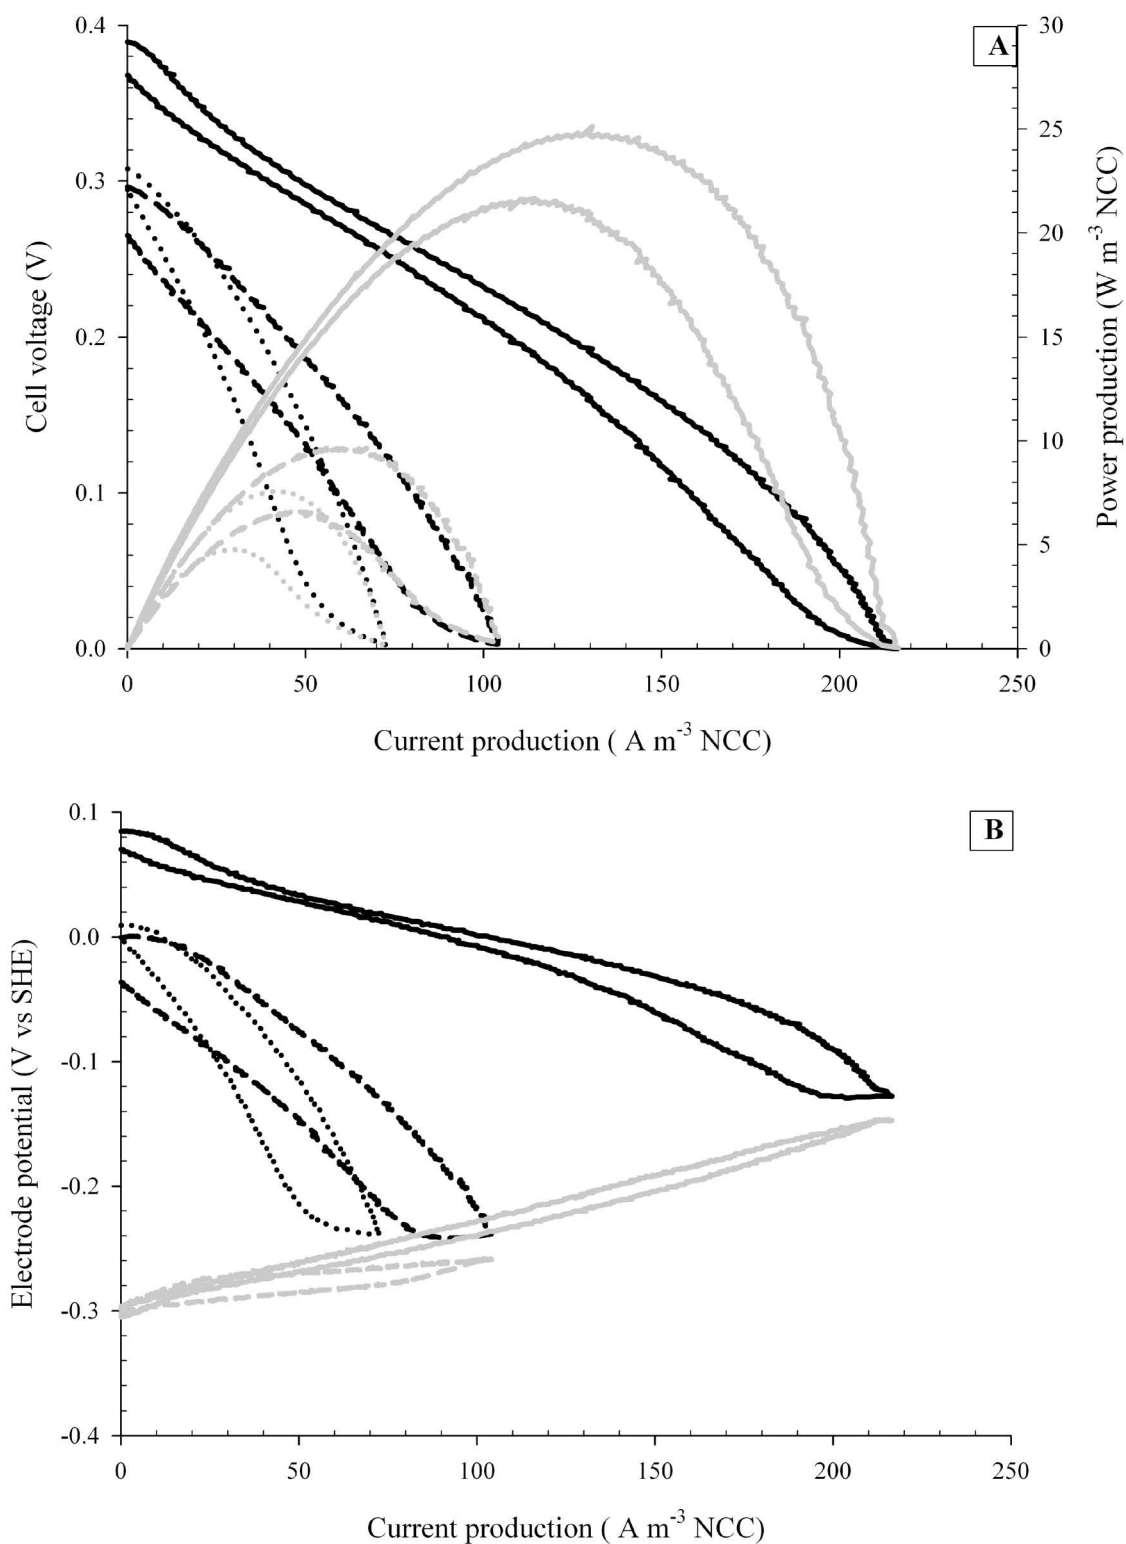 A
0.4
0.3
0.2
0.1
0.0
Cell voltage (V)
30
25
20
15
10
5
0
Power production (W m⁻³ NCC)
0 50 100 150 200 250
Current production ( A m⁻³ NCC)
B
0.1
0.0
-0.1
-0.2
-0.3
-0.4
Electrode potential (V vs SHE)
0 50 100 150 200 250
Current production ( A m⁻³ NCC)